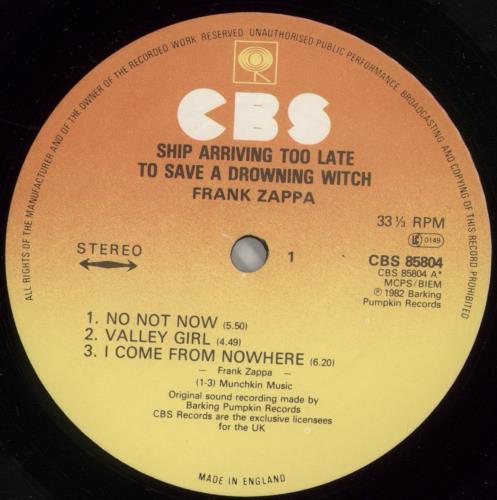 ALL RIGHTS OF THE MANUFACTURER AND OF THE OWNER OF THE RECORDED WORK RESERVED UNAUTHORISED PUBLIC PERFORMANCE, BROADCASTING AND COPYING OF THIS RECORD PROHIBITED
CBS
SHIP ARRIVING TOO LATE
TO SAVE A DROWNING WITCH
FRANK ZAPPA
33⅓ RPM
0149
STEREO
1
CBS 85804
CBS 85804 A*
MCPS/BIEM
℗ 1982 Barking
Pumpkin Records
1. NO NOT NOW (5.50)
2. VALLEY GIRL (4.49)
3. I COME FROM NOWHERE (6.20)
– Frank Zappa –
(1-3) Munchkin Music
Original sound recording made by
Barking Pumpkin Records
CBS Records are the exclusive licensees
for the UK
MADE IN ENGLAND